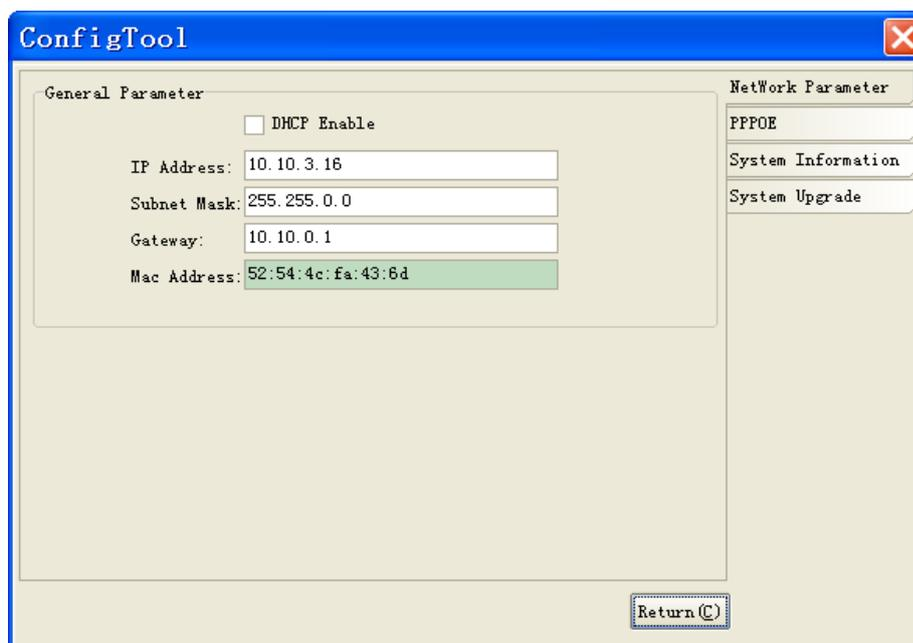 ConfigTool
General Parameter
DHCP Enable
IP Address: 10.10.3.16
Subnet Mask: 255.255.0.0
Gateway: 10.10.0.1
Mac Address: 52:54:4c:fa:43:6d
NetWork Parameter
PPPOE
System Information
System Upgrade
Return(C)